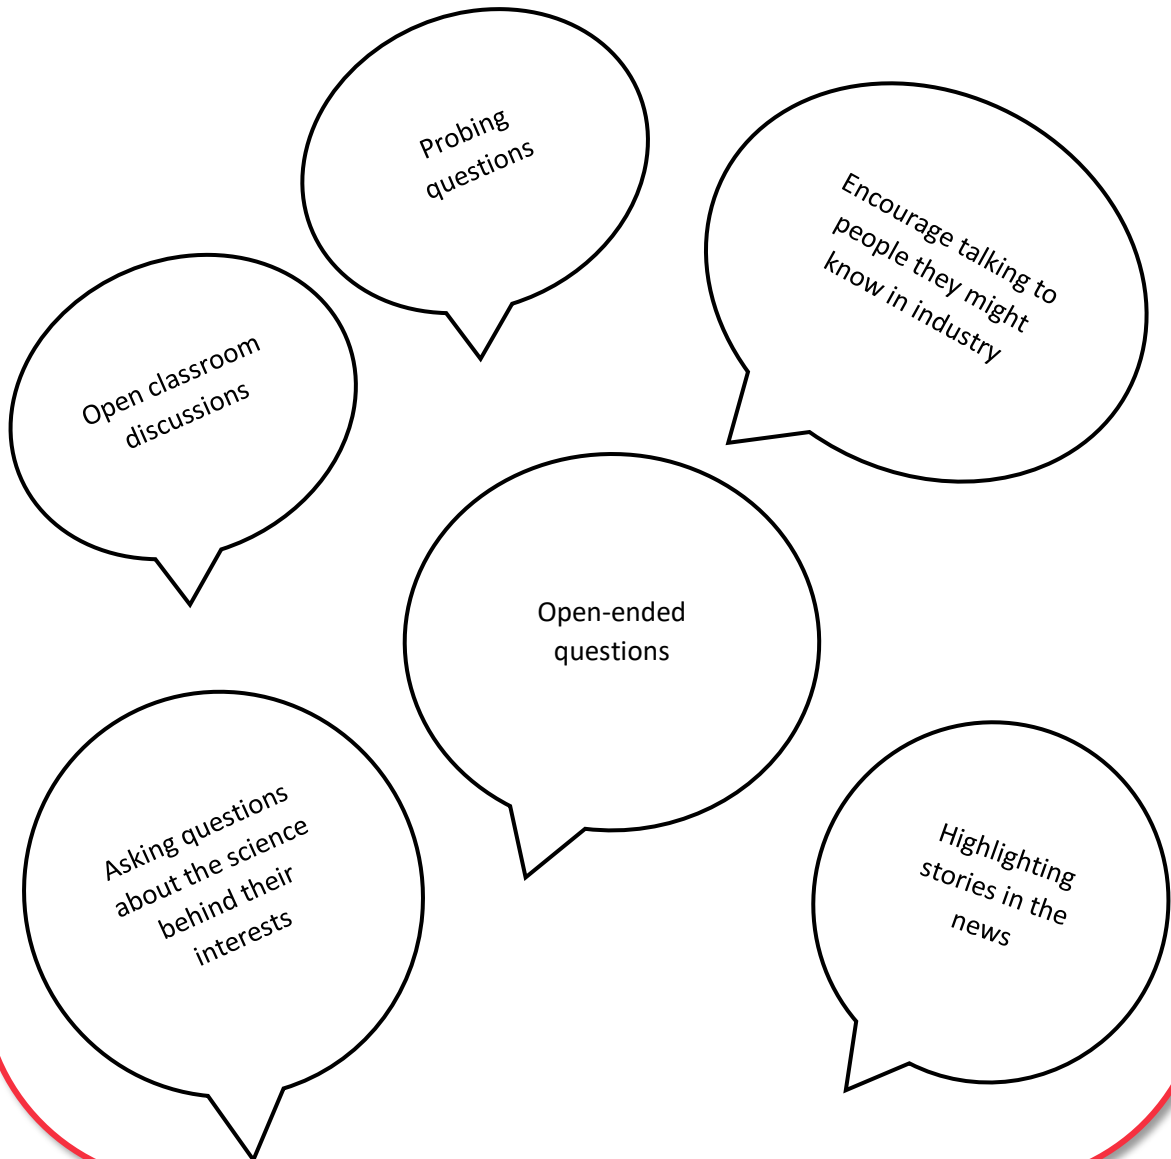 Probing
questions
Encourage talking to
people they might
know in industry
Open classroom
discussions
Open-ended
questions
Asking questions
about the science
behind their
interests
Highlighting
stories in the
news